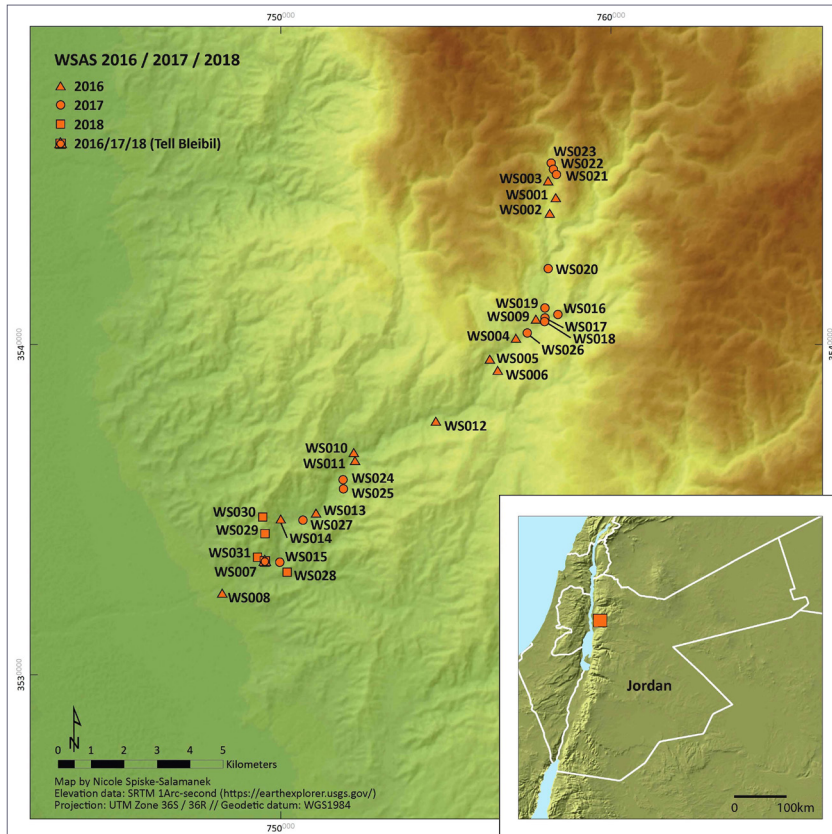 750000
760000
WSAS 2016 / 2017 / 2018
2016
2017
2018
2016/17/18 (Tell Bleibil)
WS023
WS022
WS003
WS021
WS001
WS002
WS020
WS019
WS016
WS009
WS017
WS004
WS018
WS026
WS005
WS006
3540000
3540000
WS012
WS010
WS011
WS024
WS025
WS030
WS013
WS027
WS029
WS014
WS031
WS015
WS007
WS028
WS008
3530000
Jordan
N
0 1 2 3 4 5
Kilometers
0 100km
Map by Nicole Spiske-Salamanek
Elevation data: SRTM 1Arc-second (https://earthexplorer.usgs.gov/)
Projection: UTM Zone 36S / 36R // Geodetic datum: WGS1984
750000